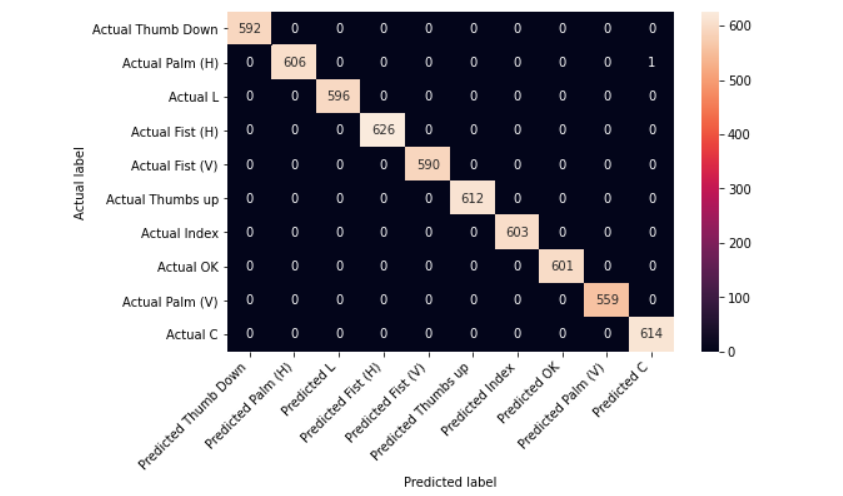 Actual Thumb Down 592 0 0 0 0 0 0 0 0 0
Actual Palm (H) 0 606 0 0 0 0 0 0 0 1
Actual L 0 0 596 0 0 0 0 0 0 0
Actual Fist (H) 0 0 0 626 0 0 0 0 0 0
Actual Fist (V) 0 0 0 0 590 0 0 0 0 0
Actual Thumbs up 0 0 0 0 0 612 0 0 0 0
Actual Index 0 0 0 0 0 0 603 0 0 0
Actual OK 0 0 0 0 0 0 0 601 0 0
Actual Palm (V) 0 0 0 0 0 0 0 0 559 0
Actual C 0 0 0 0 0 0 0 0 0 614
Actual label
Predicted Thumb Down
Predicted Palm (H)
Predicted L
Predicted Fist (H)
Predicted Fist (V)
Predicted Thumbs up
Predicted Index
Predicted OK
Predicted Palm (V)
Predicted C
Predicted label
600
500
400
300
200
100
0